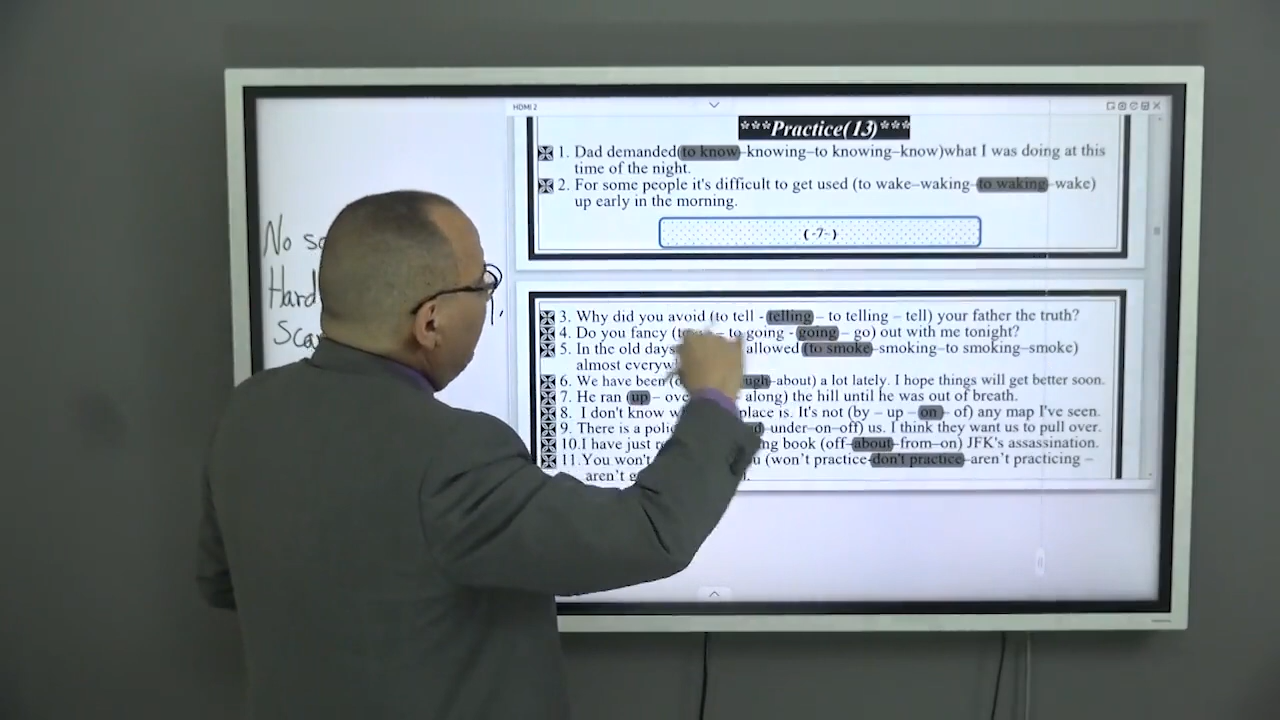 HDMI 2
***Practice(13)***
1. Dad demanded(to know–knowing–to knowing–know)what I was doing at this
time of the night.
2. For some people it's difficult to get used (to wake–waking–to waking–wake)
up early in the morning.
(-7-)
No
Hard
3. Why did you avoid (to tell - telling – to telling – tell) your father the truth?
4. Do you fancy – to going - going – go) out with me tonight?
5. In the old days allowed (to smoke–smoking–to smoking–smoke)
almost
6. We have been –about) a lot lately. I hope things will get better soon.
7. He ran (up – along) the hill until he was out of breath.
8. I don't know place is. It's not (by – up – on – of) any map I've seen.
9. There is a –under–on–off) us. I think they want us to pull over.
10.I have just book (off–about–from–on) JFK's assassination.
11.You won't (won't practice–don't practice–aren't practicing –
aren't